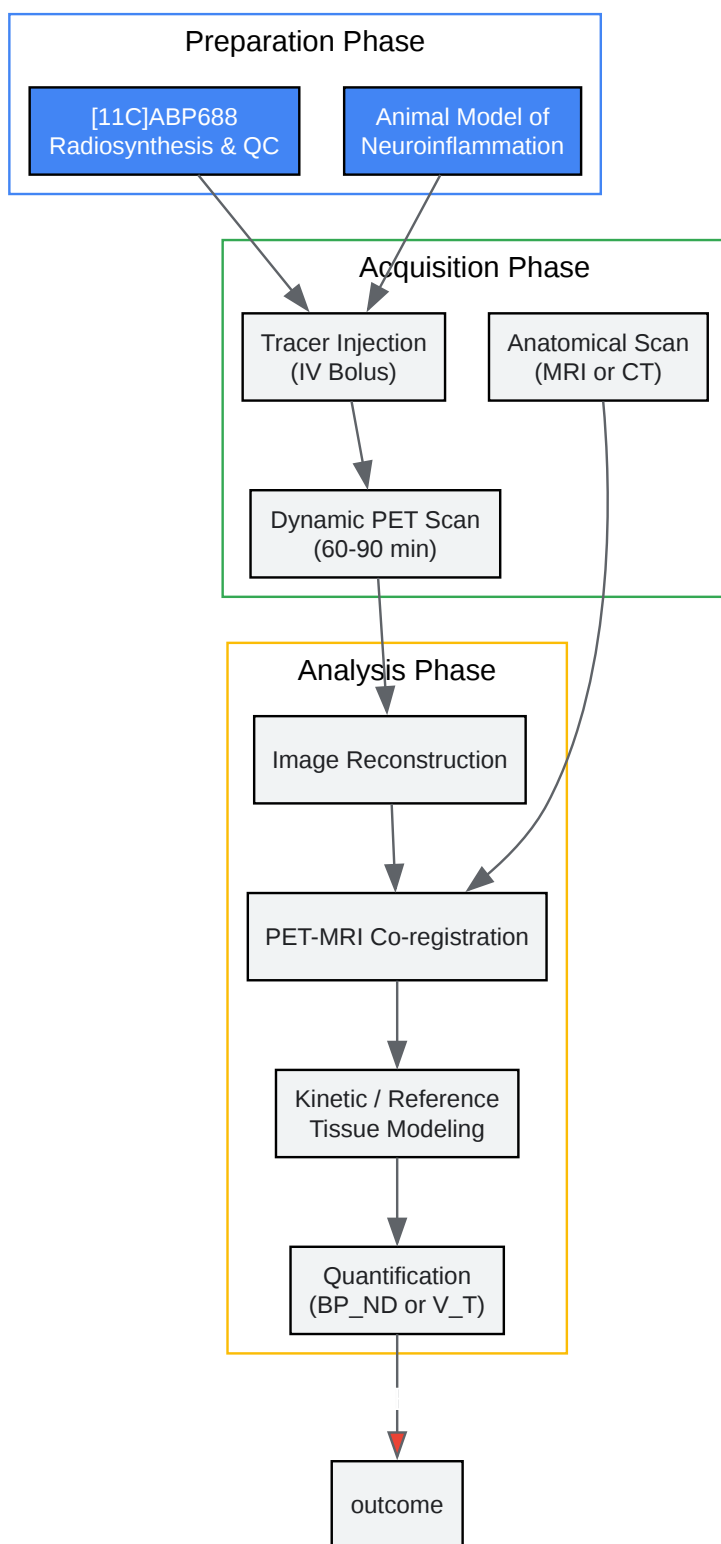 Preparation Phase
[11C]ABP688
Radiosynthesis & QC
Animal Model of
Neuroinflammation
Acquisition Phase
Tracer Injection
(IV Bolus)
Anatomical Scan
(MRI or CT)
Dynamic PET Scan
(60-90 min)
Analysis Phase
Image Reconstruction
PET-MRI Co-registration
Kinetic / Reference
Tissue Modeling
Quantification
(BP_ND or V_T)
outcome